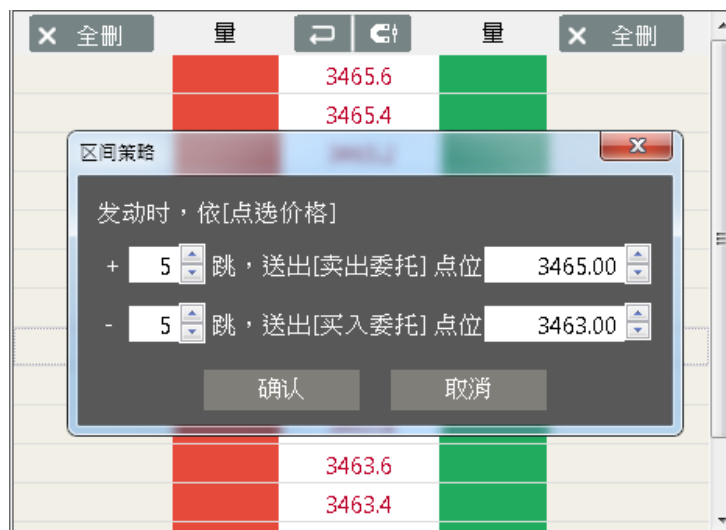 × 全刪 量 量 × 全刪
3465.6
3465.4
区间策略
发动时，依[点选价格]
+ 5 跳，送出[卖出委托] 点位 3465.00
- 5 跳，送出[买入委托] 点位 3463.00
确认 取消
3463.6
3463.4